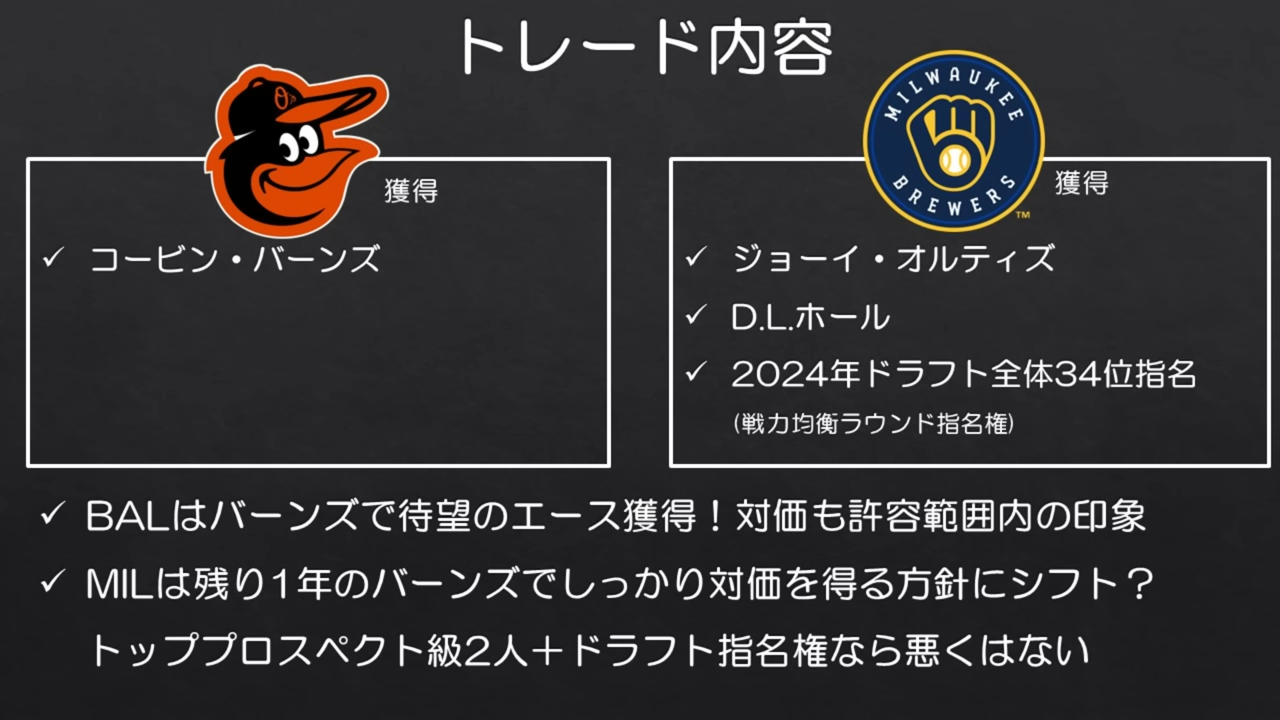 トレード内容
獲得
コービン・バーンズ
MILWAUKEE
BREWERS
TM
獲得
ジョーイ・オルティズ
D.L.ホール
2024年ドラフト全体34位指名
(戦力均衡ラウンド指名権)
BALはバーンズで待望のエース獲得！対価も許容範囲内の印象
MILは残り1年のバーンズでしっかり対価を得る方針にシフト？
トッププロスペクト級2人＋ドラフト指名権なら悪くはない